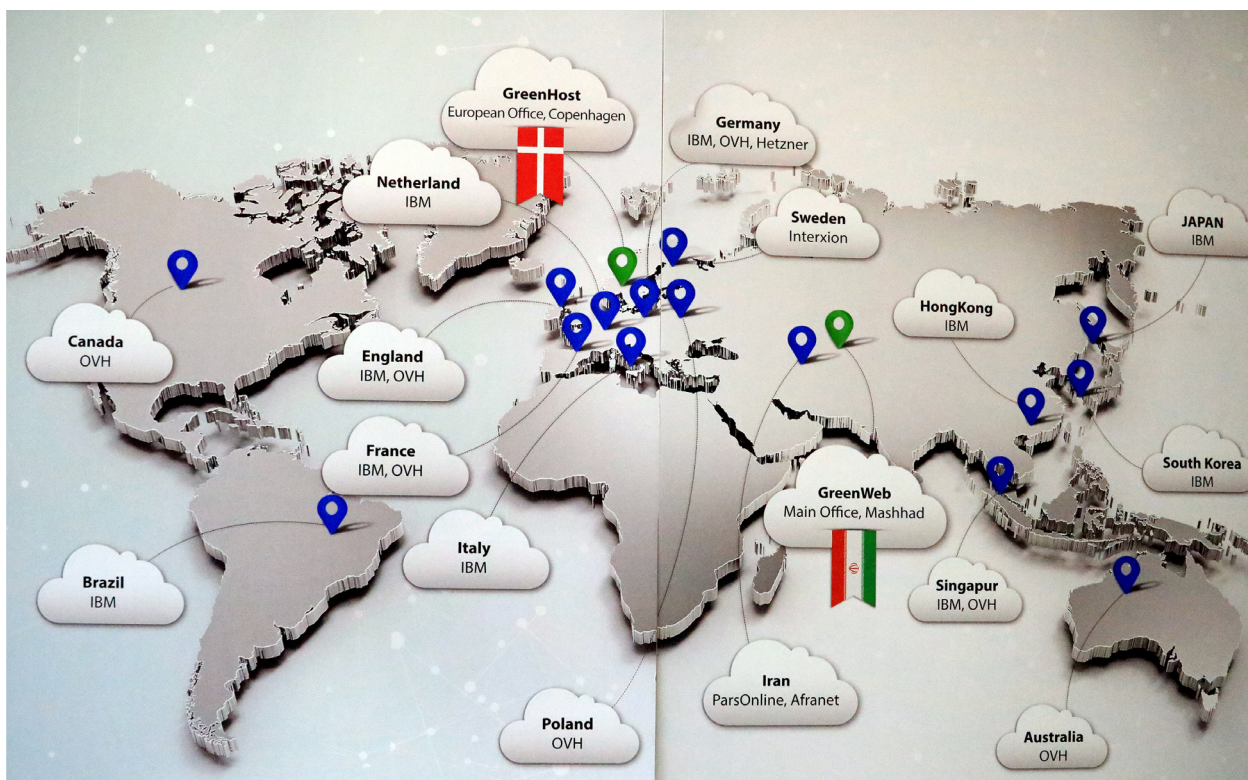 GreenHost
European Office, Copenhagen
Germany
IBM, OVH, Hetzner
Netherland
IBM
Sweden
Interxion
JAPAN
IBM
HongKong
IBM
Canada
OVH
England
IBM, OVH
France
IBM, OVH
South Korea
IBM
GreenWeb
Main Office, Mashhad
Italy
IBM
Brazil
IBM
Singapur
IBM, OVH
Iran
ParsOnline, Afranet
Poland
OVH
Australia
OVH